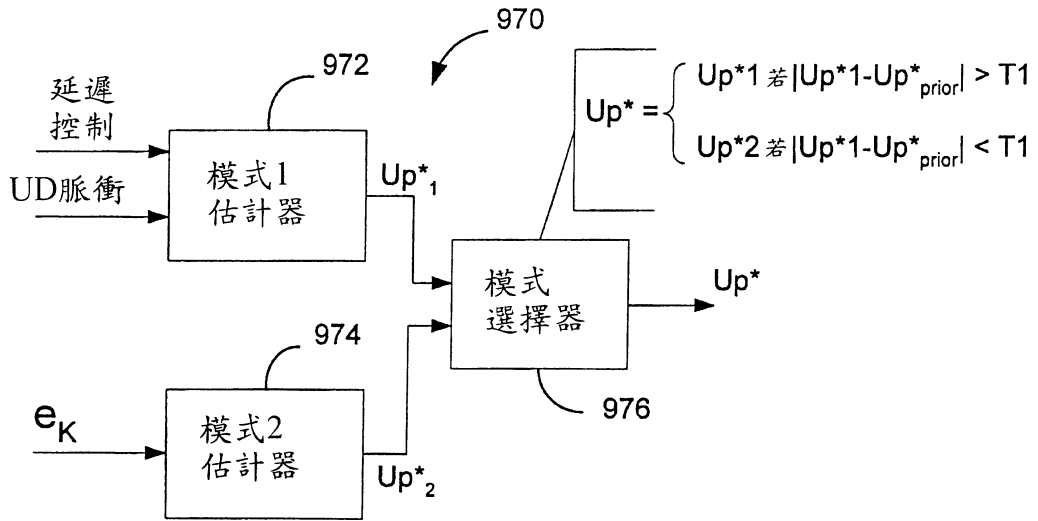 970
972
延遲
控制
UD脈衝
模式1
估計器
Up*1
Up* =
Up*1 若 |Up*1-Up*prior| > T1
Up*2 若 |Up*1-Up*prior| < T1
模式
選擇器
Up*
976
974
eK
模式2
估計器
Up*2